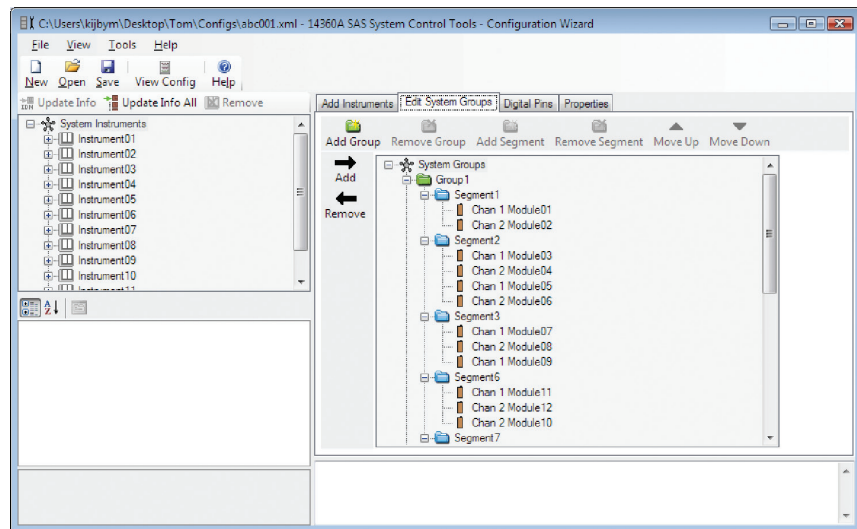 C:\Users\kijbym\Desktop\Tom\Configs\abc001.xml - 14360A SAS System Control Tools - Configuration Wizard
File View Tools Help
New Open Save View Config Help
Update Info Update Info All Remove
System Instruments
Instrument01
Instrument02
Instrument03
Instrument04
Instrument05
Instrument06
Instrument07
Instrument08
Instrument09
Instrument10
Instrument11
Add Instruments Edit System Groups Digital Pins Properties
Add Group Remove Group Add Segment Remove Segment Move Up Move Down
Add
Remove
System Groups
Group1
Segment1
Chan 1 Module01
Chan 2 Module02
Segment2
Chan 1 Module03
Chan 2 Module04
Chan 1 Module05
Chan 2 Module06
Segment3
Chan 1 Module07
Chan 2 Module08
Chan 1 Module09
Segment6
Chan 1 Module11
Chan 2 Module12
Chan 2 Module10
Segment7